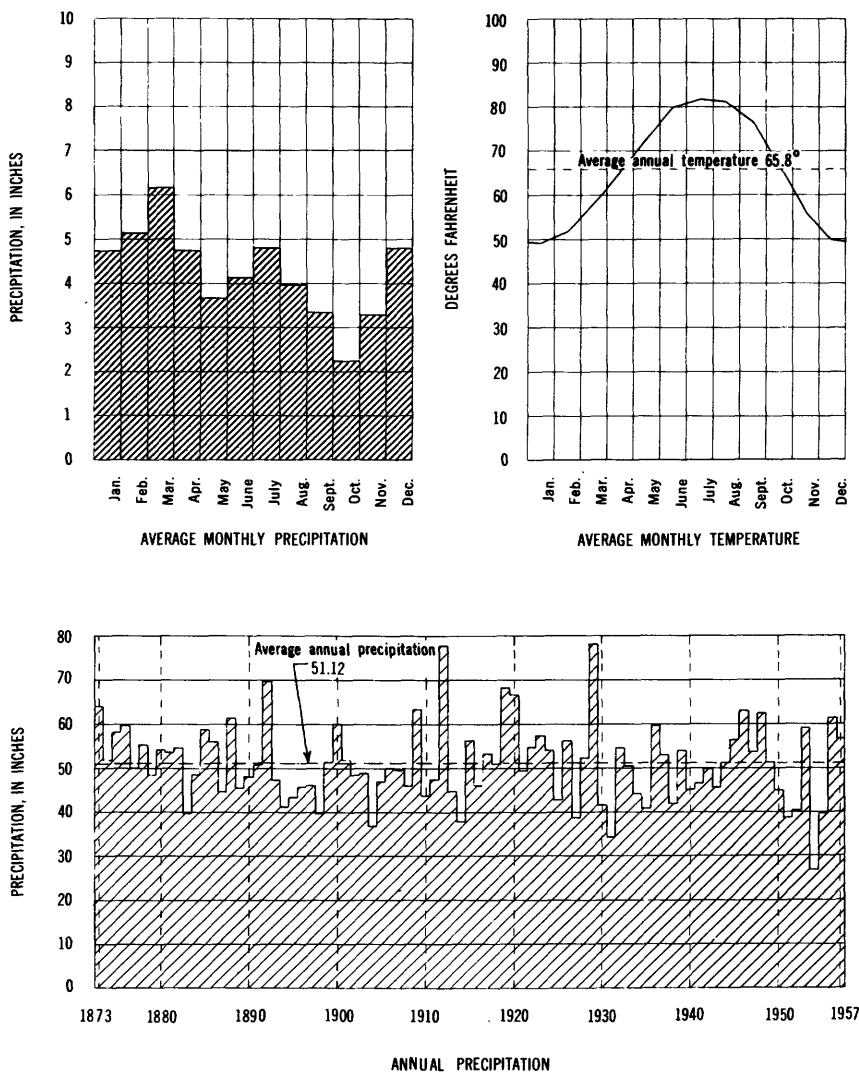 PRECIPITATION, IN INCHES
10
9
8
7
6
5
4
3
2
1
0
Jan.
Feb.
Mar.
Apr.
May
June
July
Aug.
Sept.
Oct.
Nov.
Dec.
AVERAGE MONTHLY PRECIPITATION
DEGREES FAHRENHEIT
100
90
80
70
60
50
40
30
20
10
0
Average annual temperature 65.8°
Jan.
Feb.
Mar.
Apr.
May
June
July
Aug.
Sept.
Oct.
Nov.
Dec.
AVERAGE MONTHLY TEMPERATURE
PRECIPITATION, IN INCHES
80
70
60
50
40
30
20
10
0
Average annual precipitation
51.12
1873
1880
1890
1900
1910
1920
1930
1940
1950
1957
ANNUAL PRECIPITATION